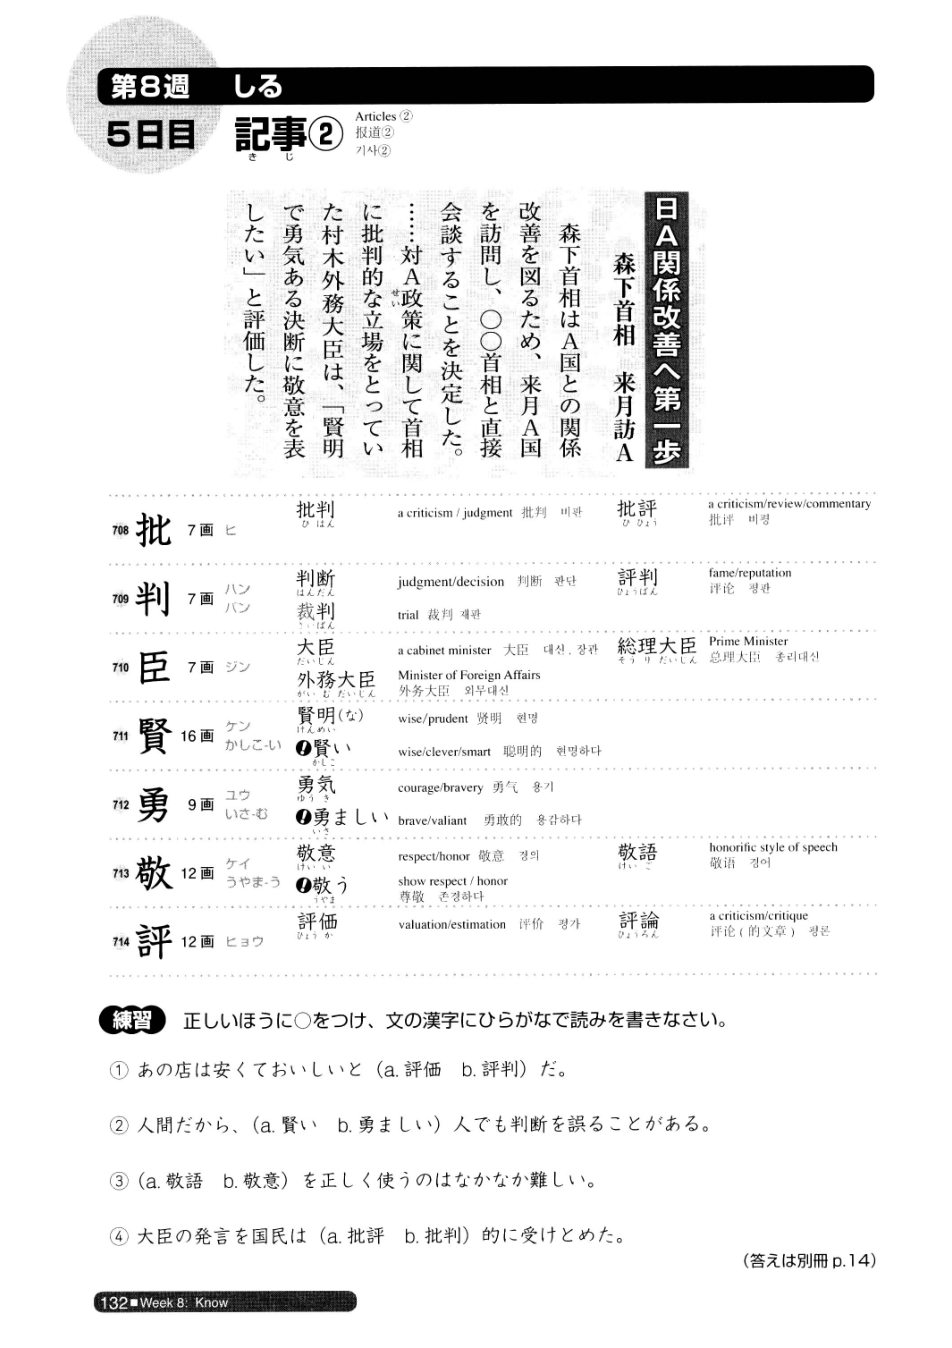 第8週 しる
5日目 記事②
き じ
Articles ②
报道②
기사②
日A関係改善へ第一歩
森下首相 来月訪A
森下首相はA国との関係
改善を図るため、来月A国
を訪問し、〇〇首相と直接
会談することを決定した。
……対A政策に関して首相
せい
に批判的な立場をとってい
た村木外務大臣は、「賢明
で勇気ある決断に敬意を表
したい」と評価した。
708 批 7画 ヒ 批判 a criticism / judgment 批判 비판 批評 a criticism/review/commentary
ひ はん ひ ひょう 批评 비평
709 判 7画 ハン バン 判断 judgment/decision 判断 판단 評判 fame/reputation
はんだん ひょうばん 评论 평판
裁判 trial 裁判 재판
さいばん
710 臣 7画 ジン 大臣 a cabinet minister 大臣 대신 . 장관 総理大臣 Prime Minister
だいじん そう り だいじん 总理大臣 총리대신
外務大臣 Minister of Foreign Affairs
がい む だいじん 外务大臣 외무대신
711 賢 16画 ケン かしこ-い 賢明(な) wise/prudent 贤明 현명
けんめい
❗賢い wise/clever/smart 聪明的 현명하다
かしこ
712 勇 9画 ユウ いさ-む 勇気 courage/bravery 勇气 용기
ゆう き
❗勇ましい brave/valiant 勇敢的 용감하다
いさ
713 敬 12画 ケイ うやま-う 敬意 respect/honor 敬意 경의 敬語 honorific style of speech
けい い けい ご 敬语 경어
❗敬う show respect / honor
うやま 尊敬 존경하다
714 評 12画 ヒョウ 評価 valuation/estimation 评价 평가 評論 a criticism/critique
ひょう か ひょうろん 评论(的文章) 평론
練習 正しいほうに○をつけ、文の漢字にひらがなで読みを書きなさい。
① あの店は安くておいしいと(a. 評価 b. 評判)だ。
② 人間だから、(a. 賢い b. 勇ましい)人でも判断を誤ることがある。
③ (a. 敬語 b. 敬意)を正しく使うのはなかなか難しい。
④ 大臣の発言を国民は(a. 批評 b. 批判)的に受けとめた。
(答えは別冊 p.14)
132■Week 8: Know